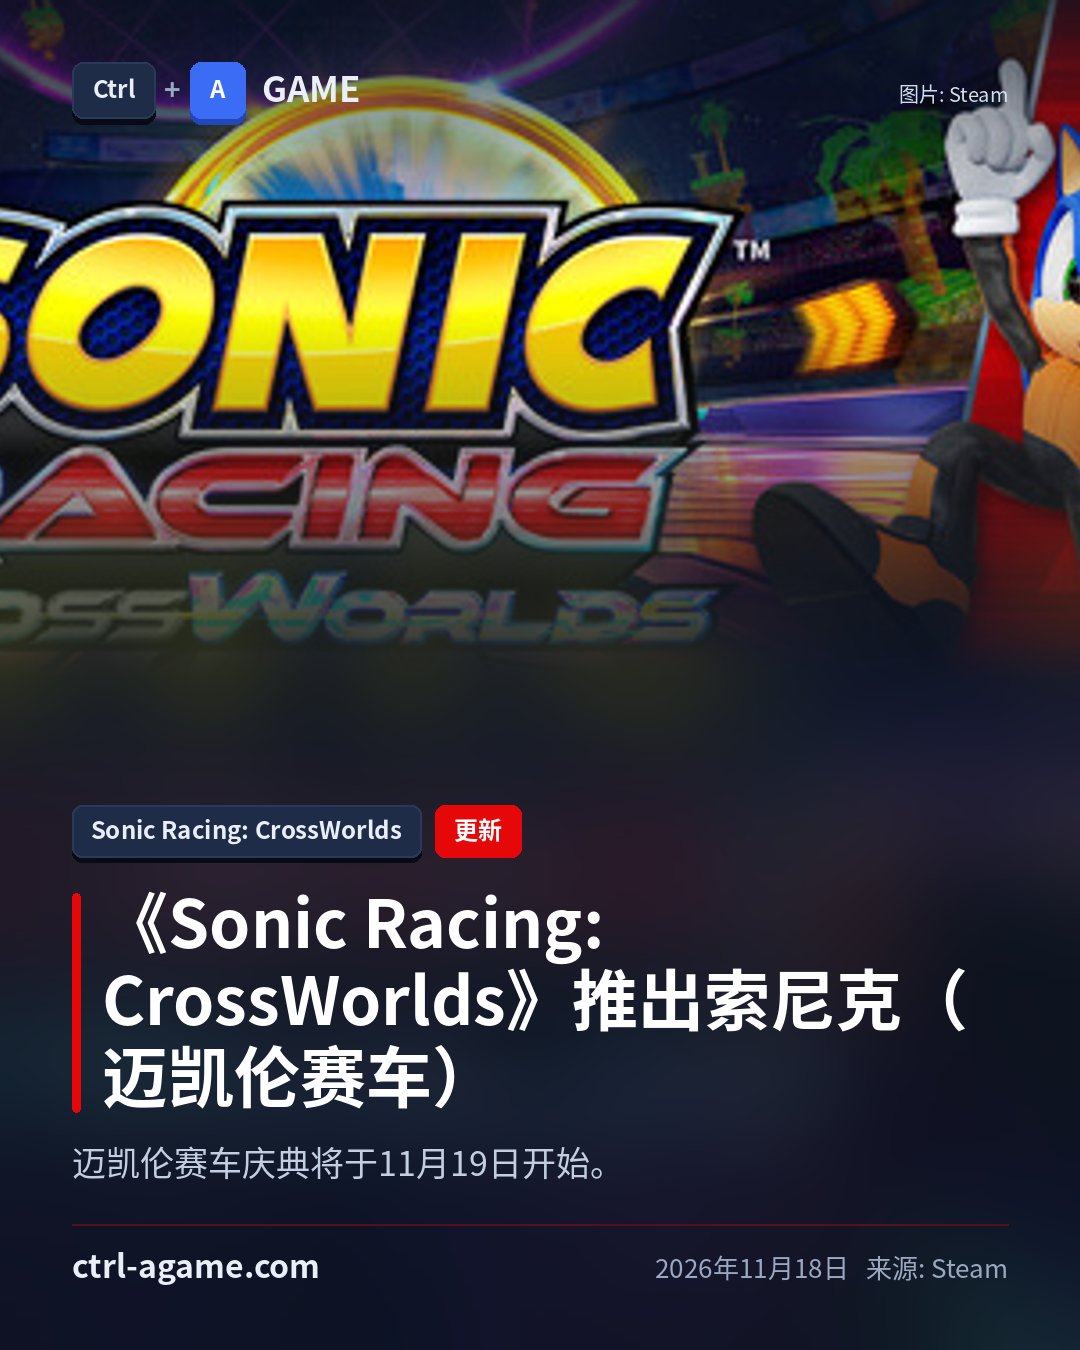 Ctrl + A GAME
图片: Steam
SONIC™
RACING
CROSSWORLDS
Sonic Racing: CrossWorlds 更新
《Sonic Racing:
CrossWorlds》推出索尼克（
迈凯伦赛车）
迈凯伦赛车庆典将于11月19日开始。
ctrl-agame.com
2026年11月18日 来源: Steam